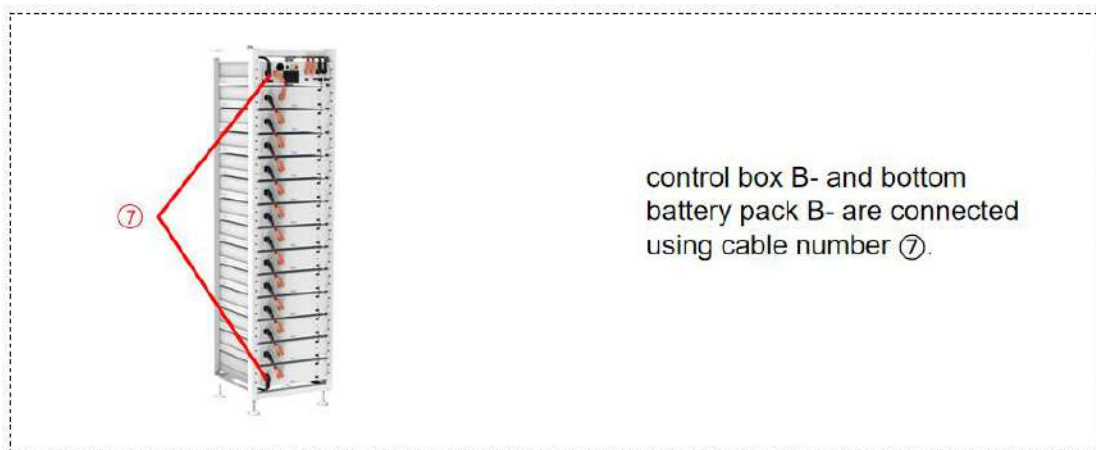 ⑦
control box B- and bottom
battery pack B- are connected
using cable number ⑦.